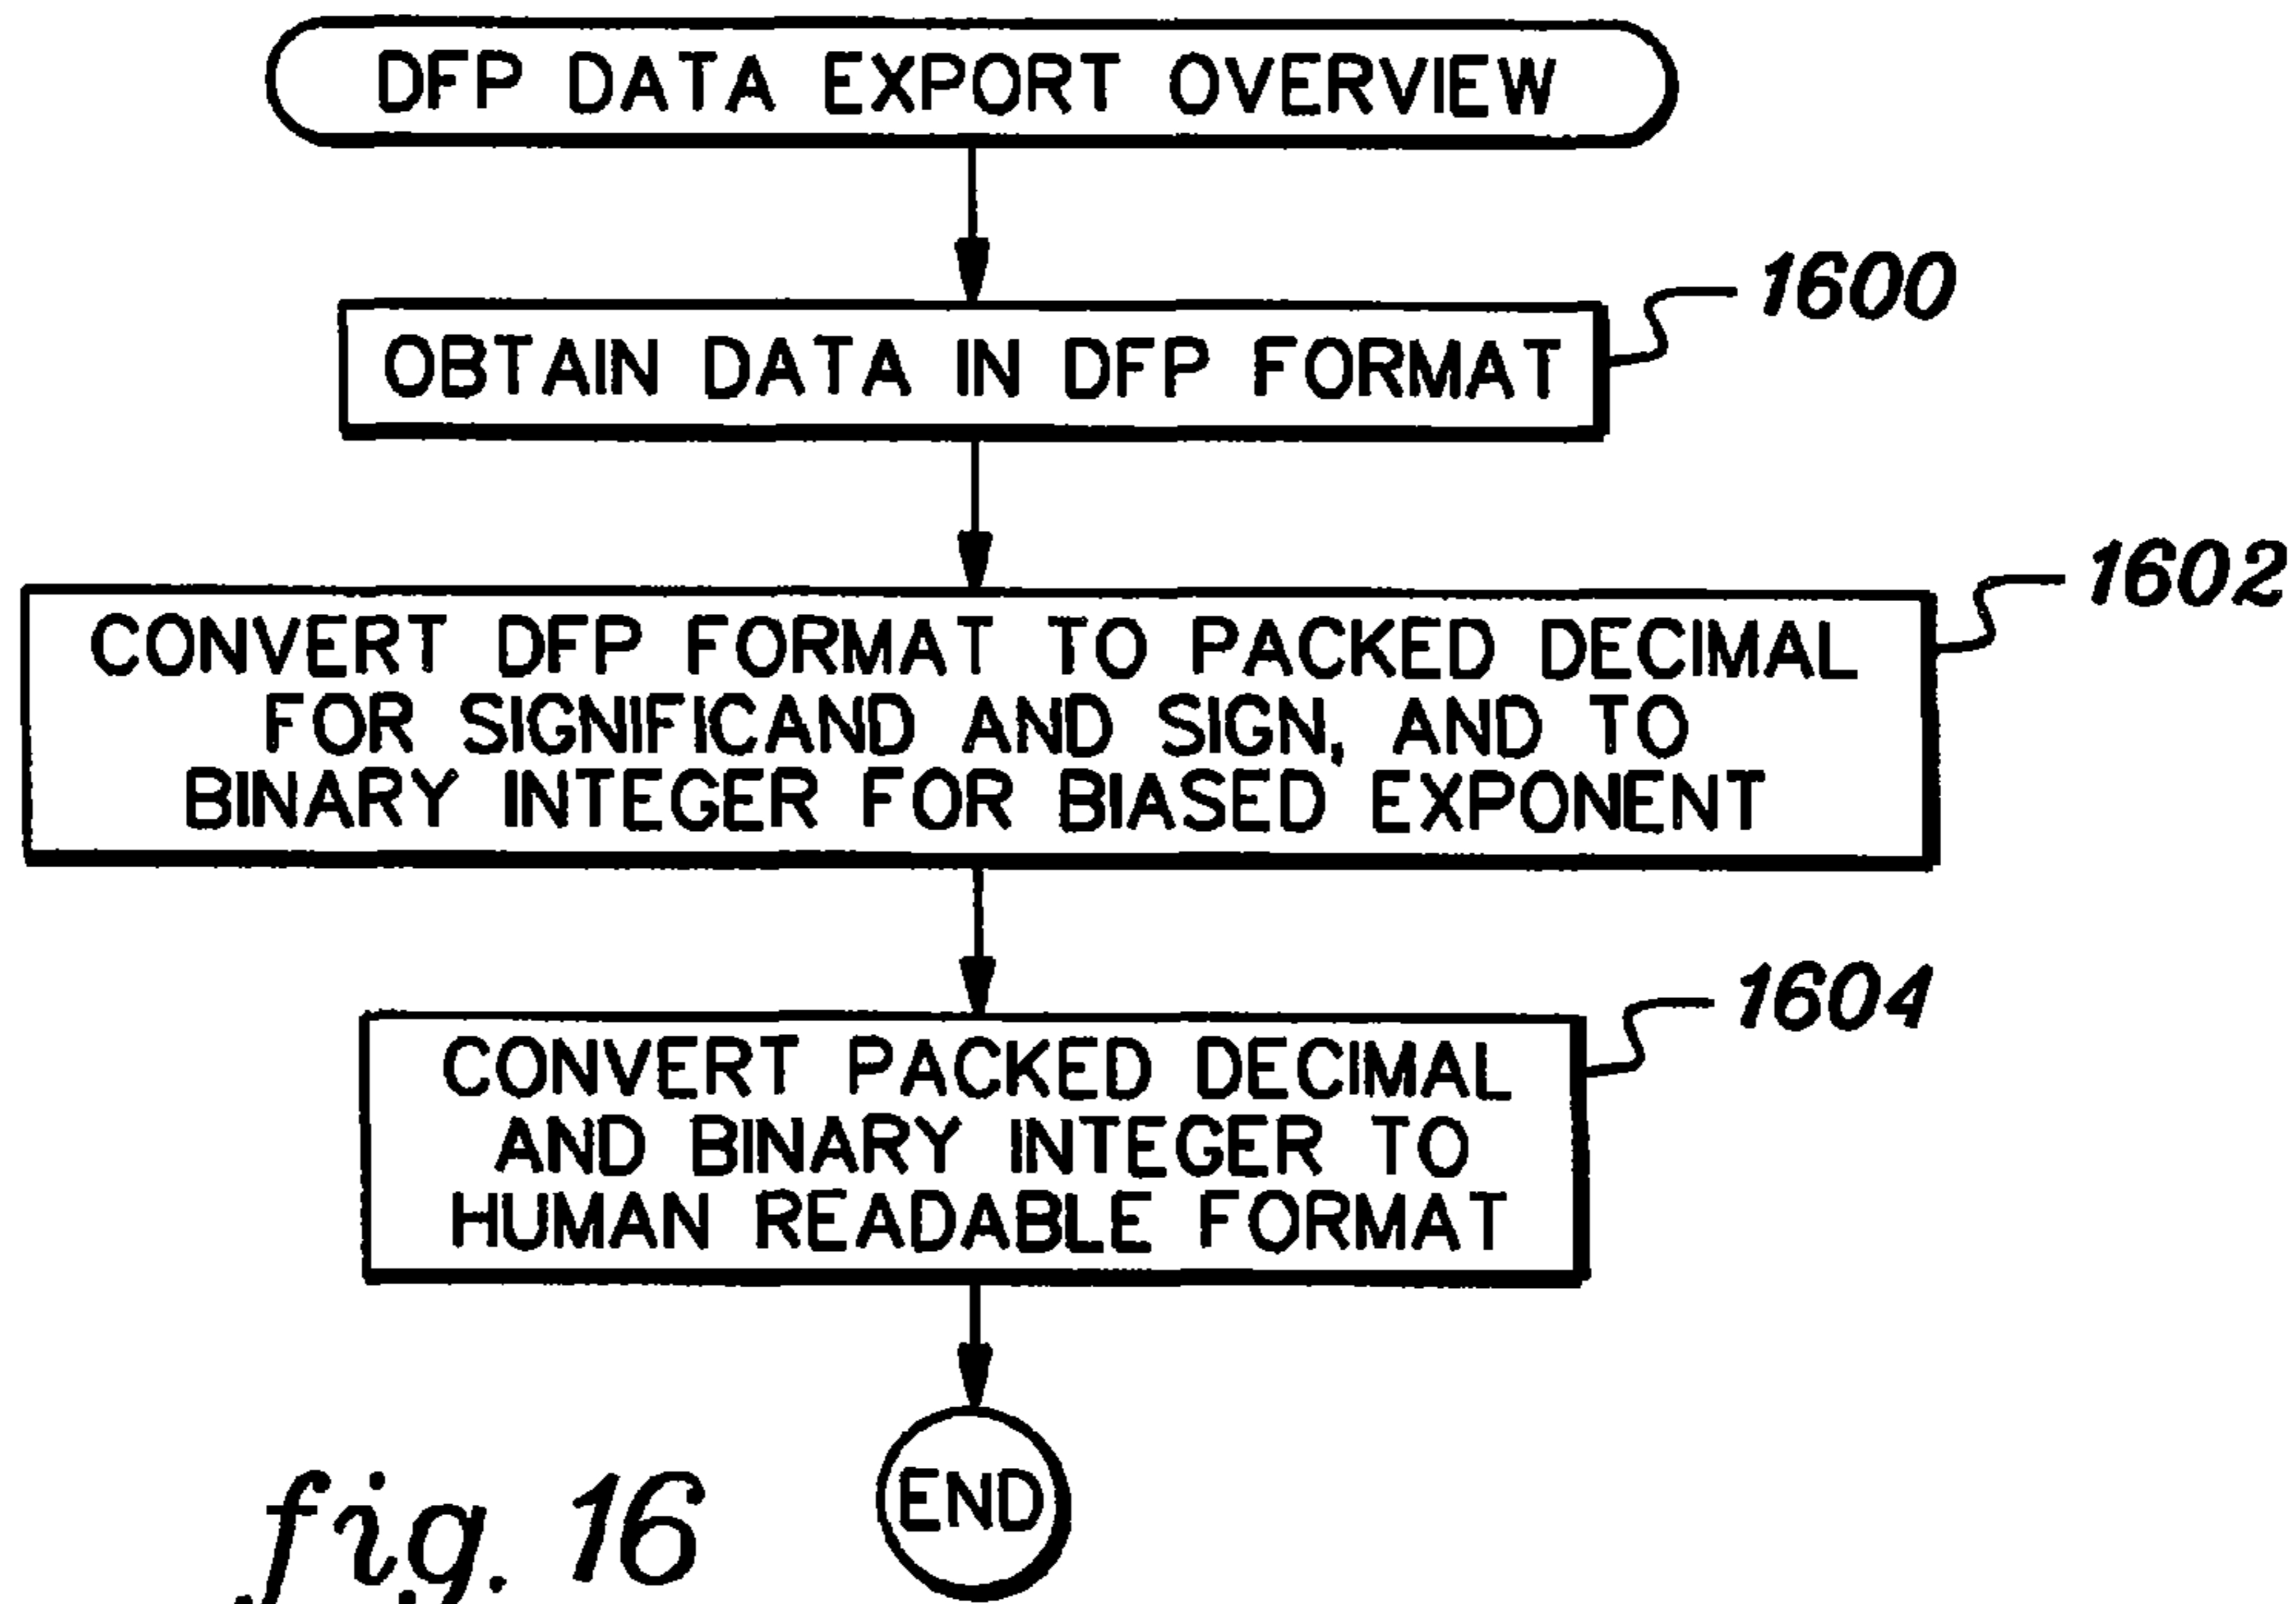 DFP DATA EXPORT OVERVIEW
1600
OBTAIN DATA IN DFP FORMAT
1602
CONVERT DFP FORMAT TO PACKED DECIMAL
FOR SIGNIFICAND AND SIGN, AND TO
BINARY INTEGER FOR BIASED EXPONENT
1604
CONVERT PACKED DECIMAL
AND BINARY INTEGER TO
HUMAN READABLE FORMAT
END
fig. 16